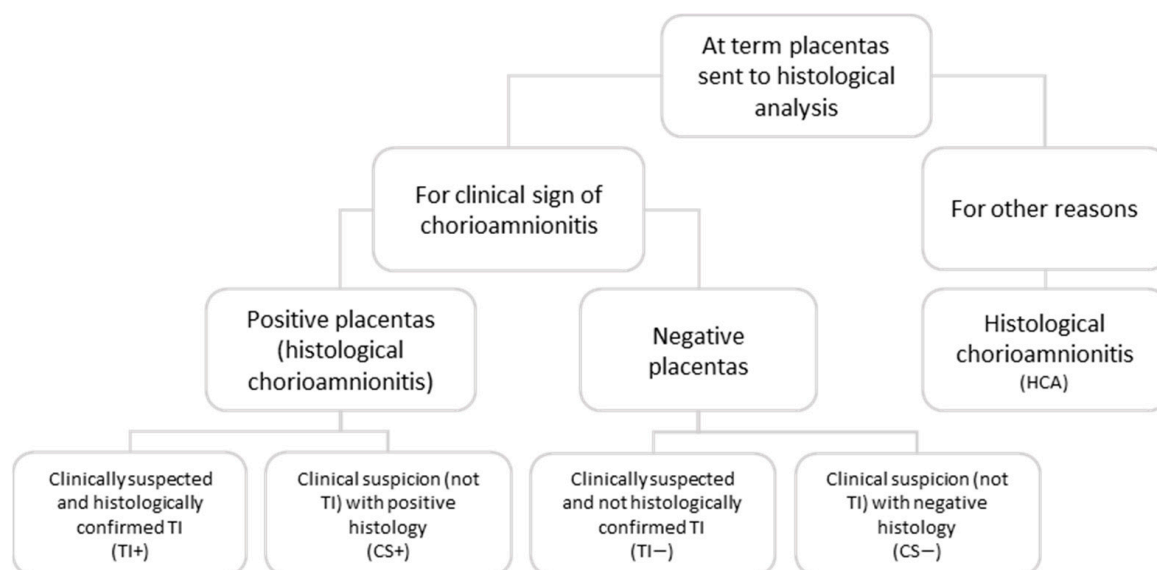 At term placentas
sent to histological
analysis
For clinical sign of
chorioamnionitis
For other reasons
Positive placentas
(histological
chorioamnionitis)
Negative
placentas
Histological
chorioamnionitis
(HCA)
Clinically suspected
and histologically
confirmed TI
(TI+)
Clinical suspicion (not
TI) with positive
histology
(CS+)
Clinically suspected
and not histologically
confirmed TI
(TI−)
Clinical suspicion (not
TI) with negative
histology
(CS−)